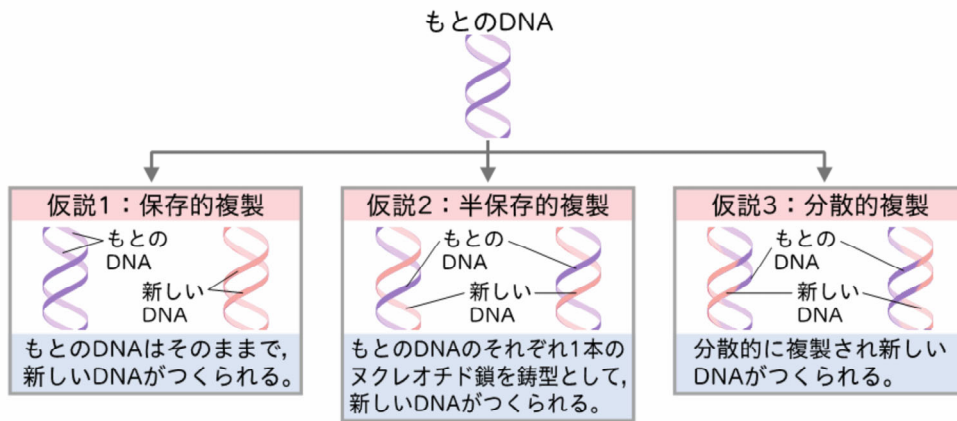 もとのDNA
仮説1：保存的複製
もとの
DNA
新しい
DNA
もとのDNAはそのままで,
新しいDNAがつくられる。
仮説2：半保存的複製
もとの
DNA
新しい
DNA
もとのDNAのそれぞれ1本の
ヌクレオチド鎖を鋳型として,
新しいDNAがつくられる。
仮説3：分散的複製
もとの
DNA
新しい
DNA
分散的に複製され新しい
DNAがつくられる。